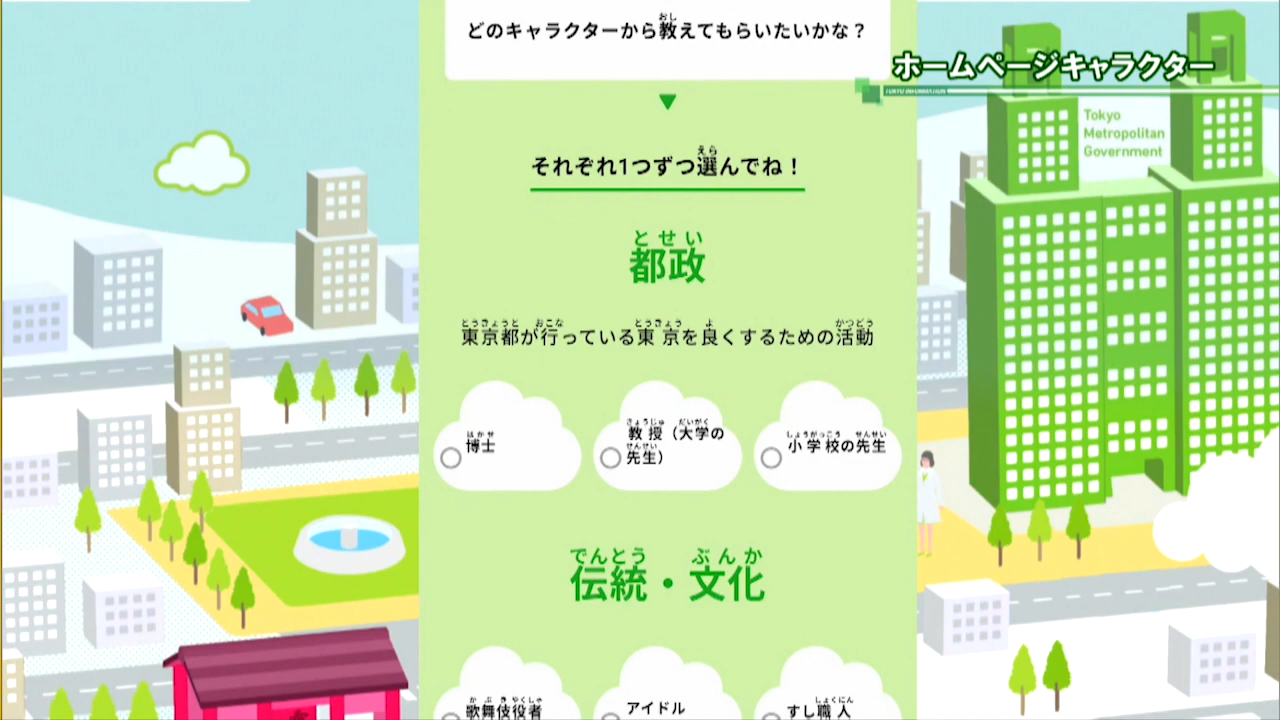 どのキャラクターから教えてもらいたいかな？
ホームページキャラクター
TOKYO INFORMATION
Tokyo
Metropolitan
Government
それぞれ1つずつ選んでね！
都政
東京都が行っている東京を良くするための活動
博士
教授（大学の
先生）
小学校の先生
伝統・文化
歌舞伎役者
アイドル
すし職人